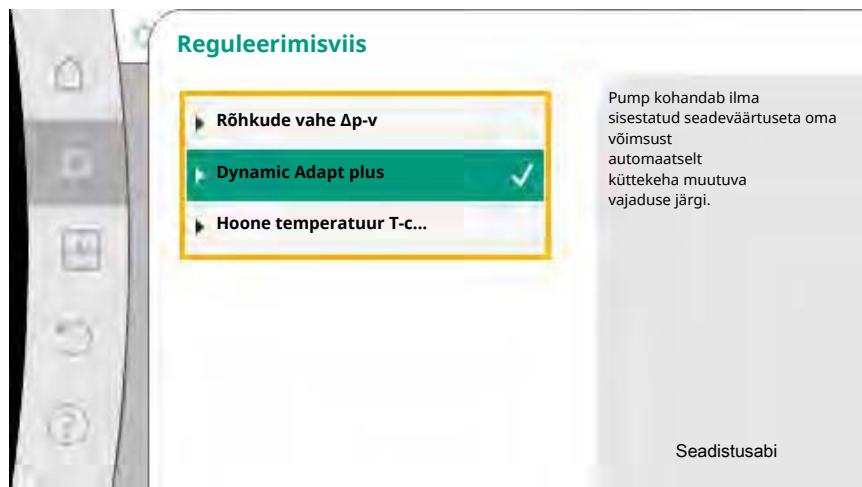 Reguleerimisviis
Rõhkude vahe Δp-v
Dynamic Adapt plus
Hoone temperatuur T-c...
Pump kohandab ilma
sisestatud seadeväärtuseta oma
võimsust
automaatselt
küttekeha muutuva
vajaduse järgi.
Seadistusabi